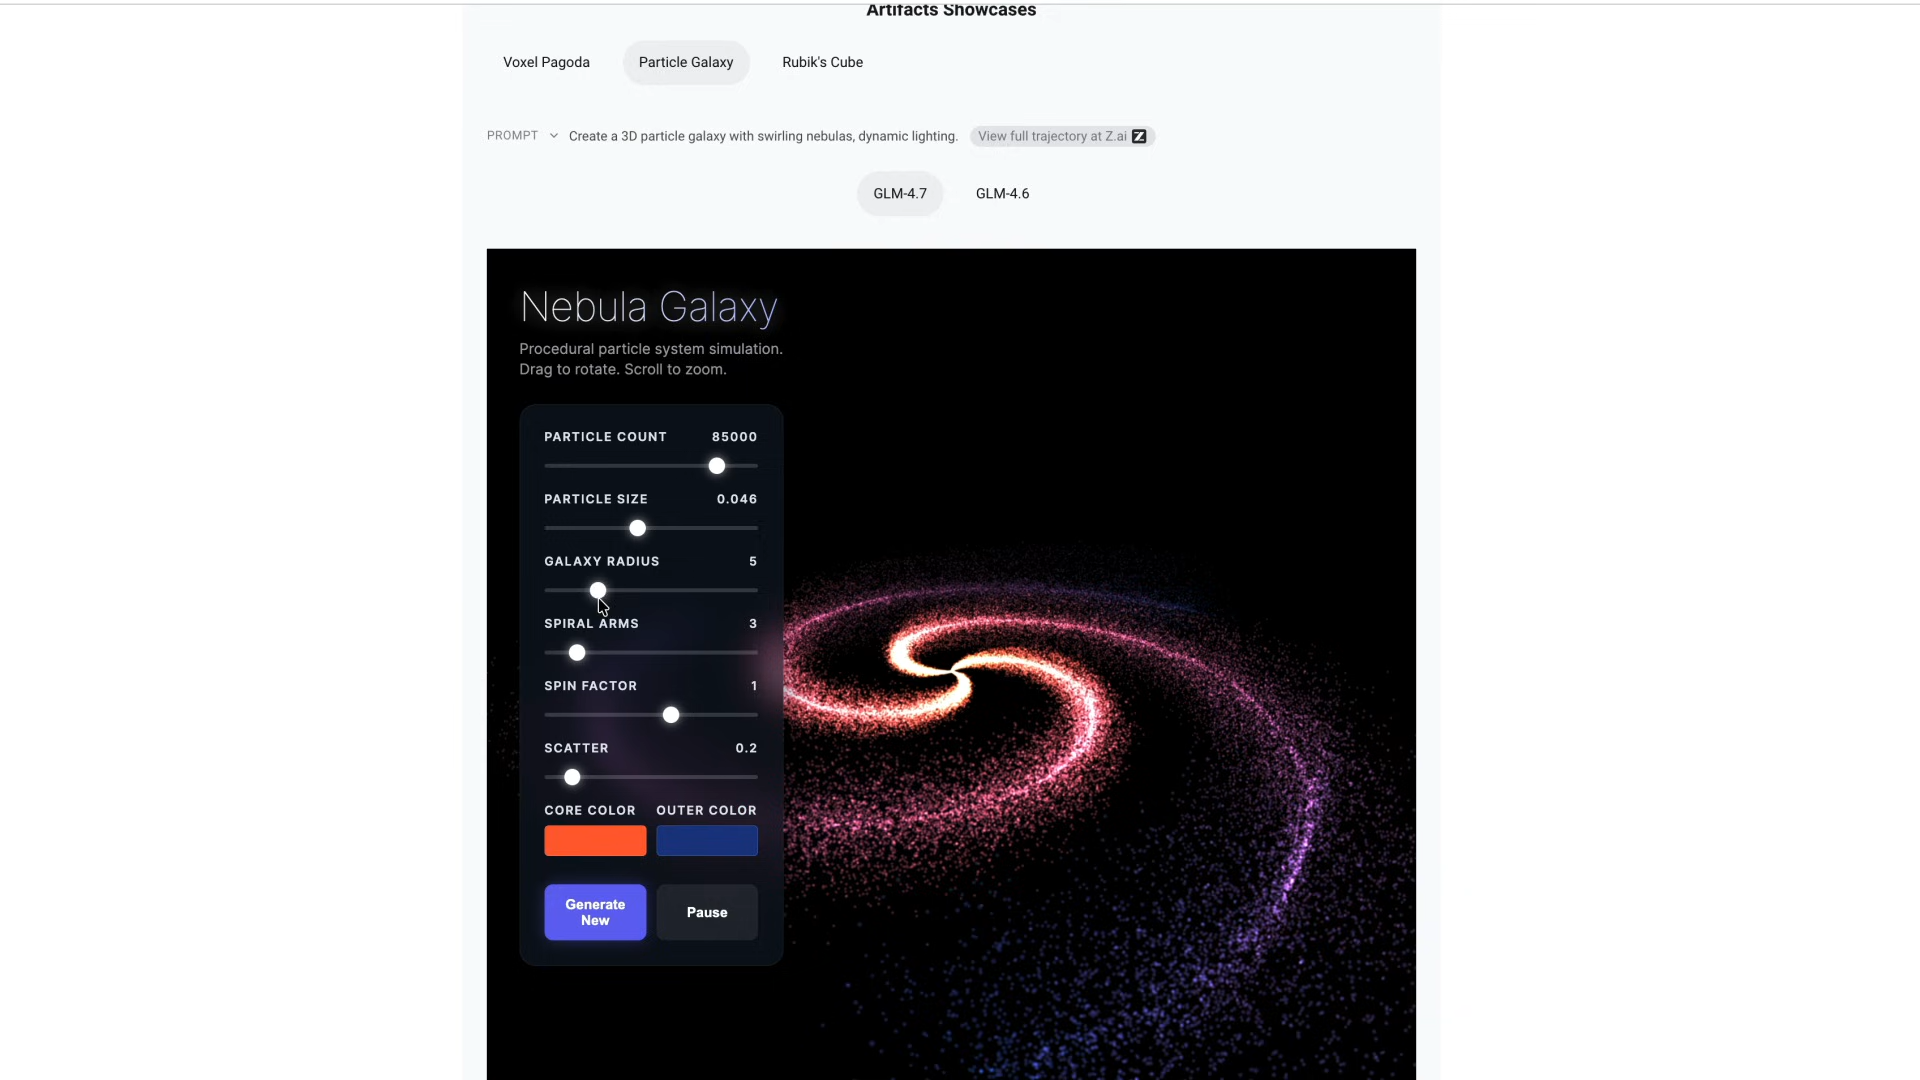 Artifacts Showcases
Voxel Pagoda
Particle Galaxy
Rubik's Cube
PROMPT Create a 3D particle galaxy with swirling nebulas, dynamic lighting. View full trajectory at Z.ai Z
GLM-4.7
GLM-4.6
Nebula Galaxy
Procedural particle system simulation.
Drag to rotate. Scroll to zoom.
PARTICLE COUNT 85000
PARTICLE SIZE 0.046
GALAXY RADIUS 5
SPIRAL ARMS 3
SPIN FACTOR 1
SCATTER 0.2
CORE COLOR OUTER COLOR
Generate
New
Pause